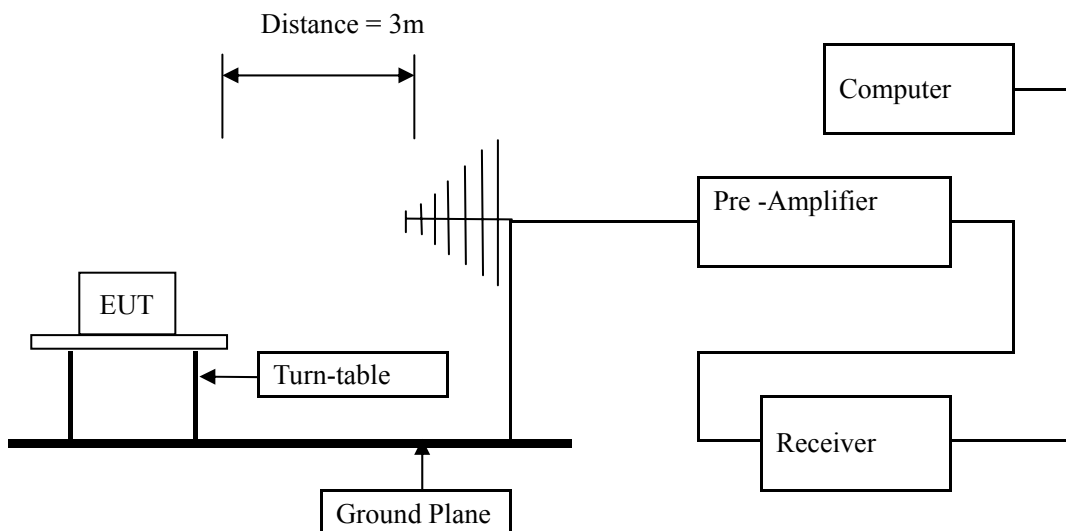 Distance = 3m
Computer
Pre -Amplifier
EUT
Turn-table
Receiver
Ground Plane